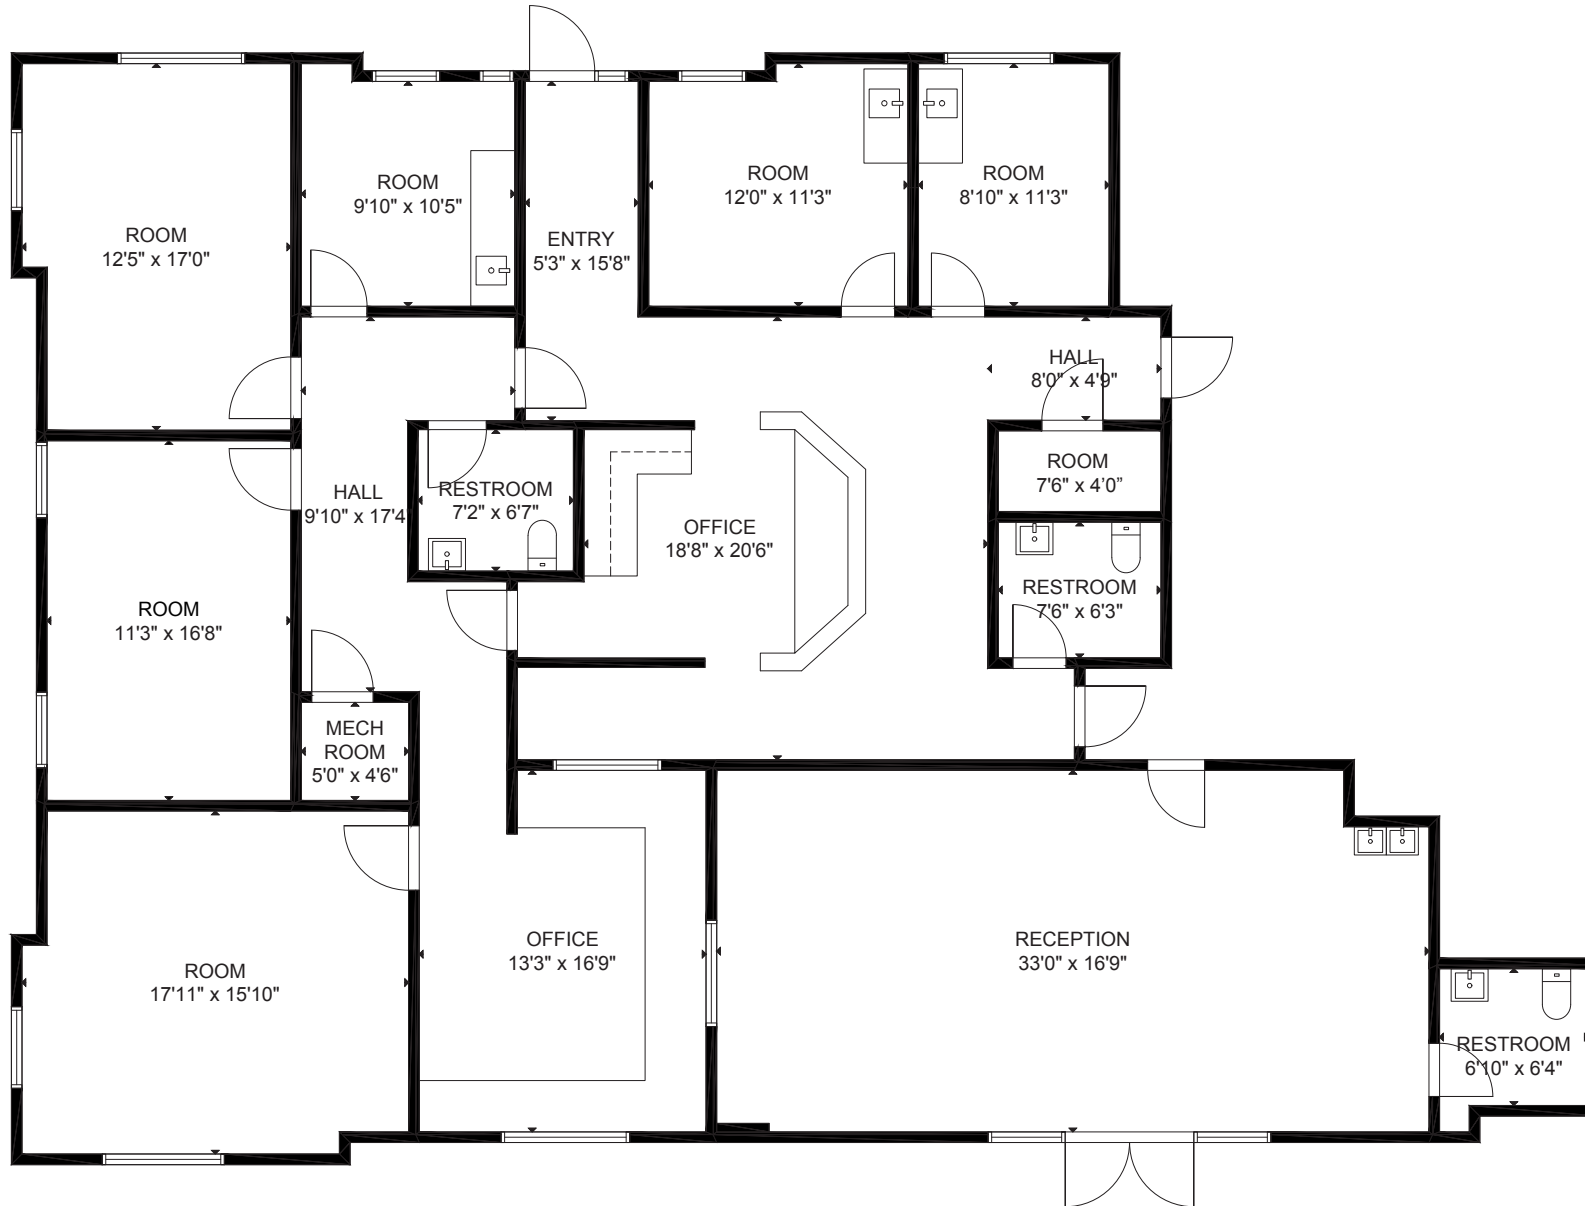 ROOM
12'5" x 17'0"
ROOM
9'10" x 10'5"
ENTRY
5'3" x 15'8"
ROOM
12'0" x 11'3"
ROOM
8'10" x 11'3"
HALL
8'0" x 4'9"
ROOM
7'6" x 4’0”
HALL
9'10" x 17'4
RESTROOM
7'2" x 6'7"
OFFICE
18'8" x 20'6"
RESTROOM
7'6" x 6'3"
ROOM
11'3" x 16'8"
MECH
ROOM
5'0" x 4'6"
ROOM
17'11" x 15'10"
OFFICE
13'3" x 16'9"
RECEPTION
33'0" x 16'9"
RESTROOM
6'10" x 6'4"